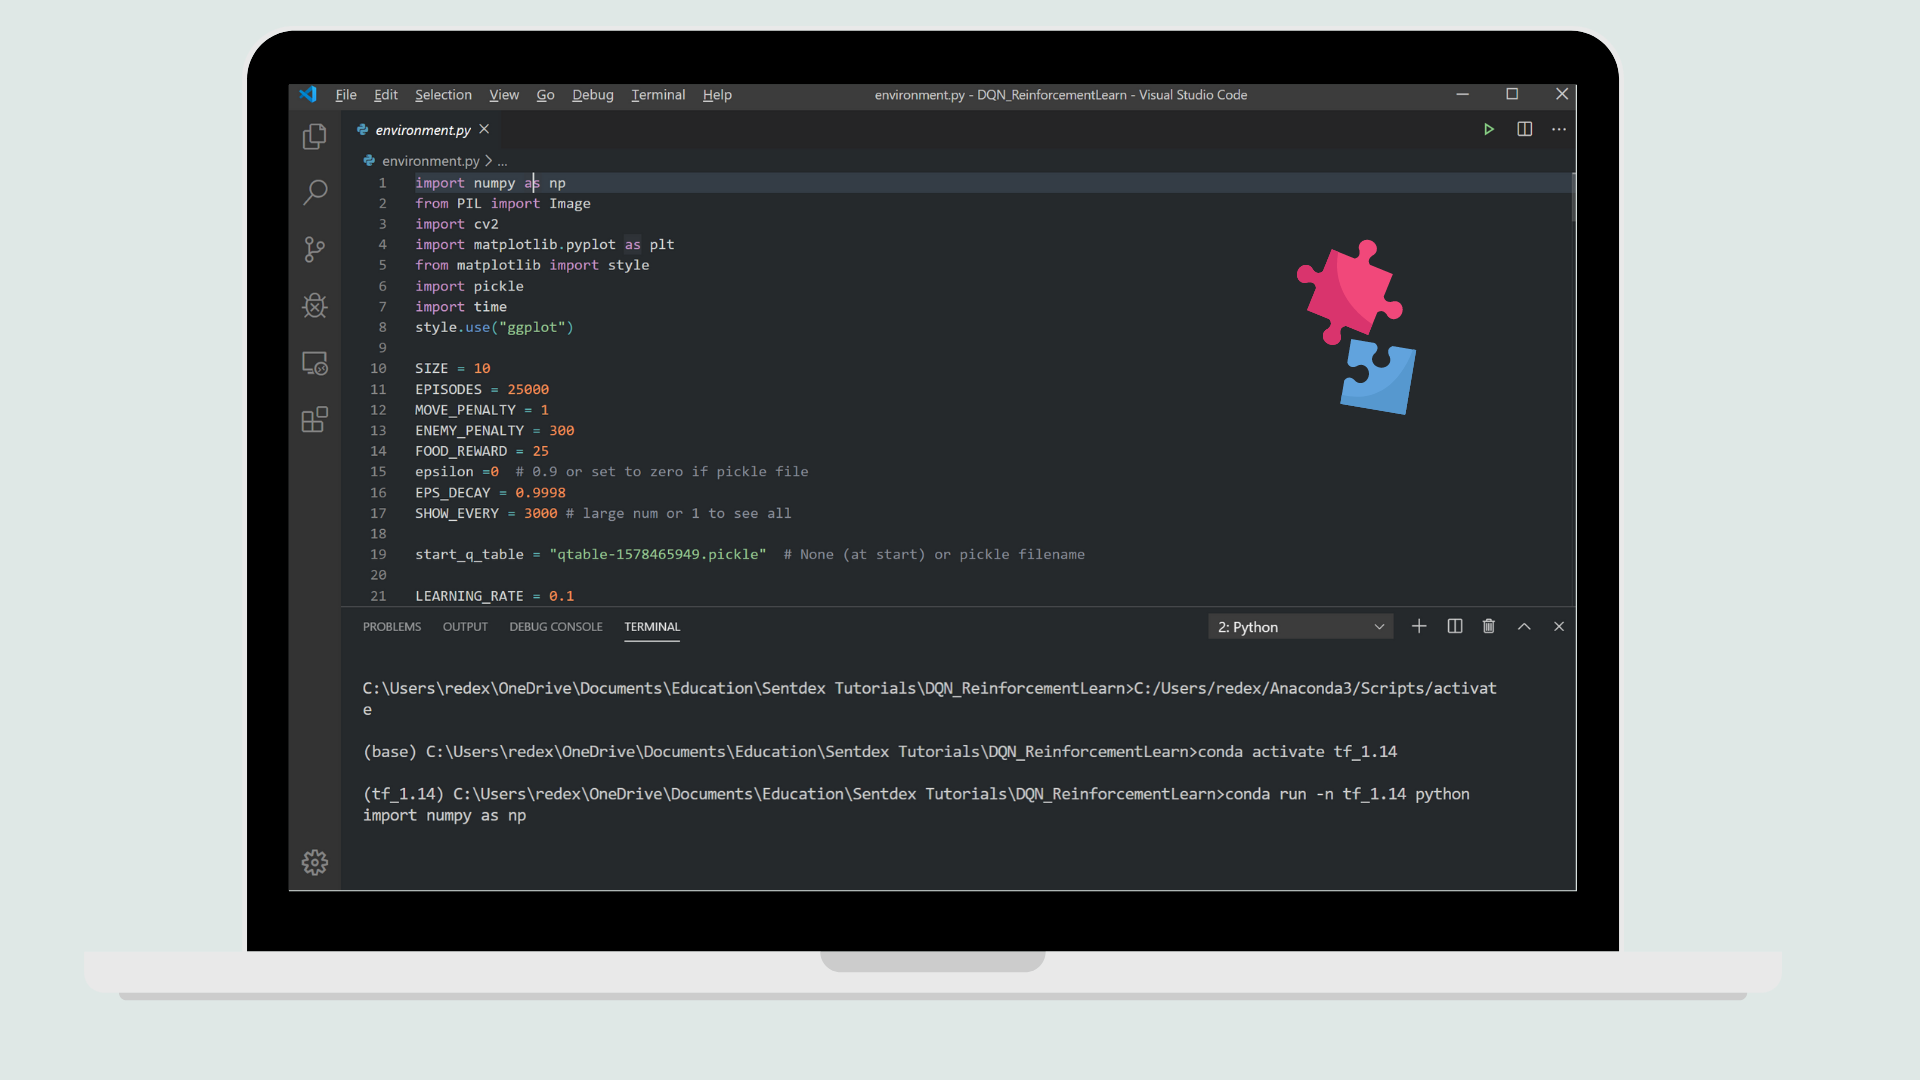 File Edit Selection View Go Debug Terminal Help environment.py - DQN_ReinforcementLearn - Visual Studio Code
environment.py
environment.py > ...
1 import numpy as np
2 from PIL import Image
3 import cv2
4 import matplotlib.pyplot as plt
5 from matplotlib import style
6 import pickle
7 import time
8 style.use("ggplot")
9
10 SIZE = 10
11 EPISODES = 25000
12 MOVE_PENALTY = 1
13 ENEMY_PENALTY = 300
14 FOOD_REWARD = 25
15 epsilon =0  # 0.9 or set to zero if pickle file
16 EPS_DECAY = 0.9998
17 SHOW_EVERY = 3000 # large num or 1 to see all
18
19 start_q_table = "qtable-1578465949.pickle"  # None (at start) or pickle filename
20
21 LEARNING_RATE = 0.1
PROBLEMS OUTPUT DEBUG CONSOLE TERMINAL 2: Python
C:\Users\redex\OneDrive\Documents\Education\Sentdex Tutorials\DQN_ReinforcementLearn>C:/Users/redex/Anaconda3/Scripts/activat
e
(base) C:\Users\redex\OneDrive\Documents\Education\Sentdex Tutorials\DQN_ReinforcementLearn>conda activate tf_1.14
(tf_1.14) C:\Users\redex\OneDrive\Documents\Education\Sentdex Tutorials\DQN_ReinforcementLearn>conda run -n tf_1.14 python
import numpy as np